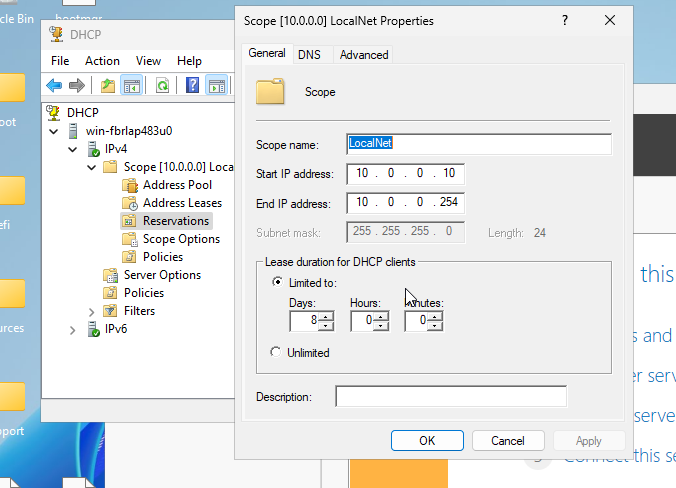 cle Bin
bootmgr
oot
efi
urces
port
DHCP
File Action View Help
DHCP
win-fbrlap483u0
IPv4
Scope [10.0.0.0] Loca
Address Pool
Address Leases
Reservations
Scope Options
Policies
Server Options
Policies
Filters
IPv6
Scope [10.0.0.0] LocalNet Properties
General DNS Advanced
Scope
Scope name: LocalNet
Start IP address: 10 . 0 . 0 . 10
End IP address: 10 . 0 . 0 . 254
Subnet mask: 255 . 255 . 255 . 0 Length: 24
Lease duration for DHCP clients
Limited to:
Days: Hours: nutes:
8 0 0
Unlimited
Description:
OK Cancel Apply
this
s and
er serv
serve
Connect this se